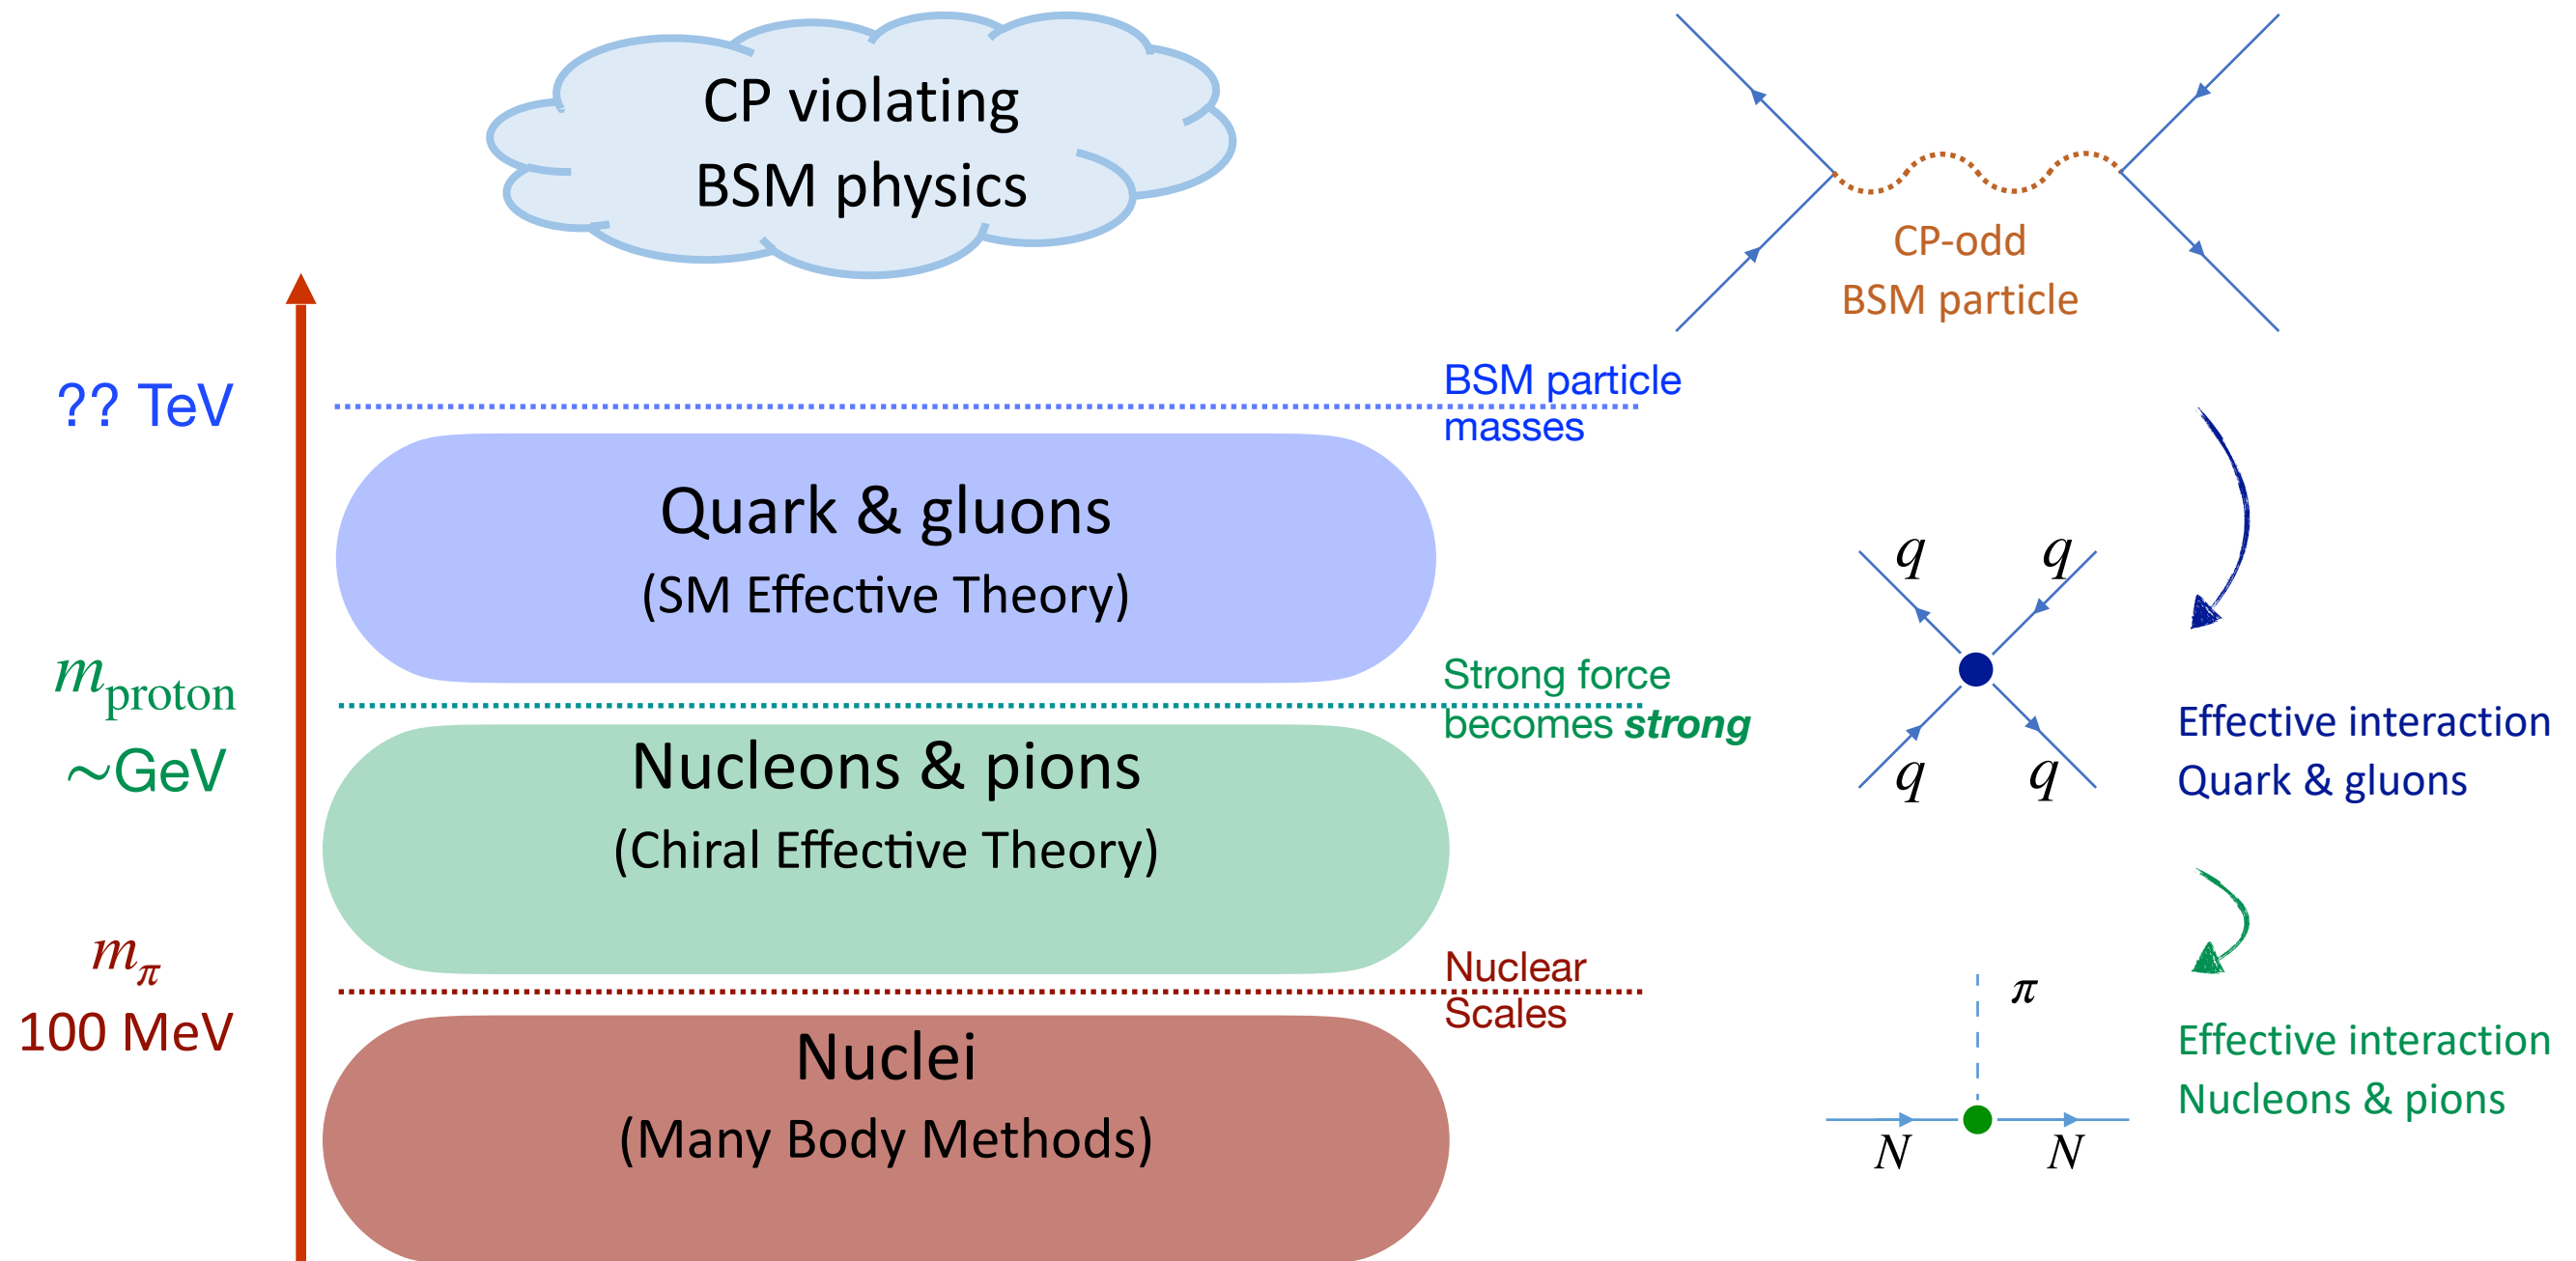 CP violating
BSM physics
CP-odd
BSM particle
?? TeV
BSM particle
masses
Quark & gluons
(SM Effective Theory)
q q
q q
Effective interaction
Quark & gluons
m_proton
~GeV
Strong force
becomes strong
Nucleons & pions
(Chiral Effective Theory)
m_π
100 MeV
Nuclear
Scales
π
N N
Effective interaction
Nucleons & pions
Nuclei
(Many Body Methods)